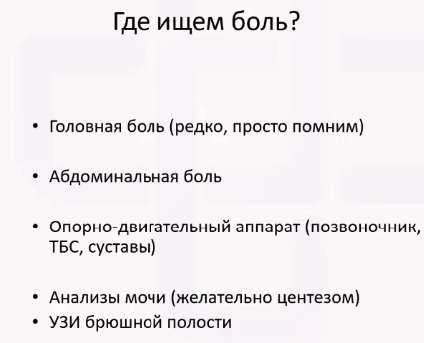 Где ищем боль?
• Головная боль (редко, просто помним)
• Абдоминальная боль
• Опорно-двигательный аппарат (позвоночник,
ТБС, суставы)
• Анализы мочи (желательно центезом)
• УЗИ брюшной полости